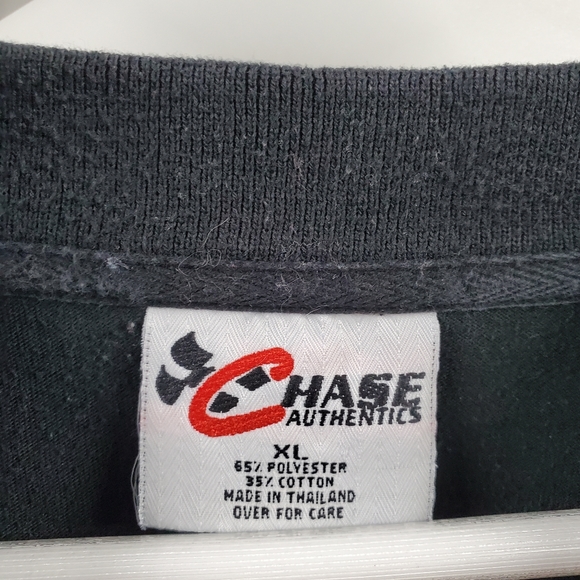 CHASE
AUTHENTICS
XL
65% POLYESTER
35% COTTON
MADE IN THAILAND
OVER FOR CARE